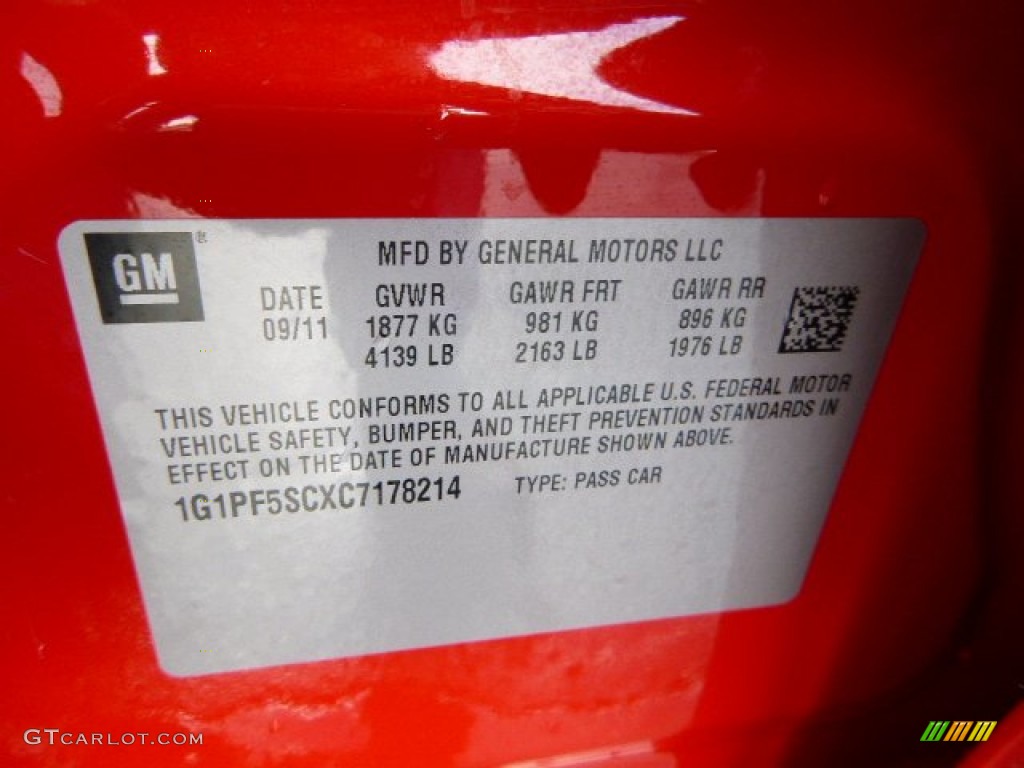 GM ®
MFD BY GENERAL MOTORS LLC
DATE GVWR GAWR FRT GAWR RR
09/11 1877 KG 981 KG 896 KG
4139 LB 2163 LB 1976 LB
THIS VEHICLE CONFORMS TO ALL APPLICABLE U.S. FEDERAL MOTOR
VEHICLE SAFETY, BUMPER, AND THEFT PREVENTION STANDARDS IN
EFFECT ON THE DATE OF MANUFACTURE SHOWN ABOVE.
1G1PF5SCXC7178214 TYPE: PASS CAR
GTCARLOT.COM